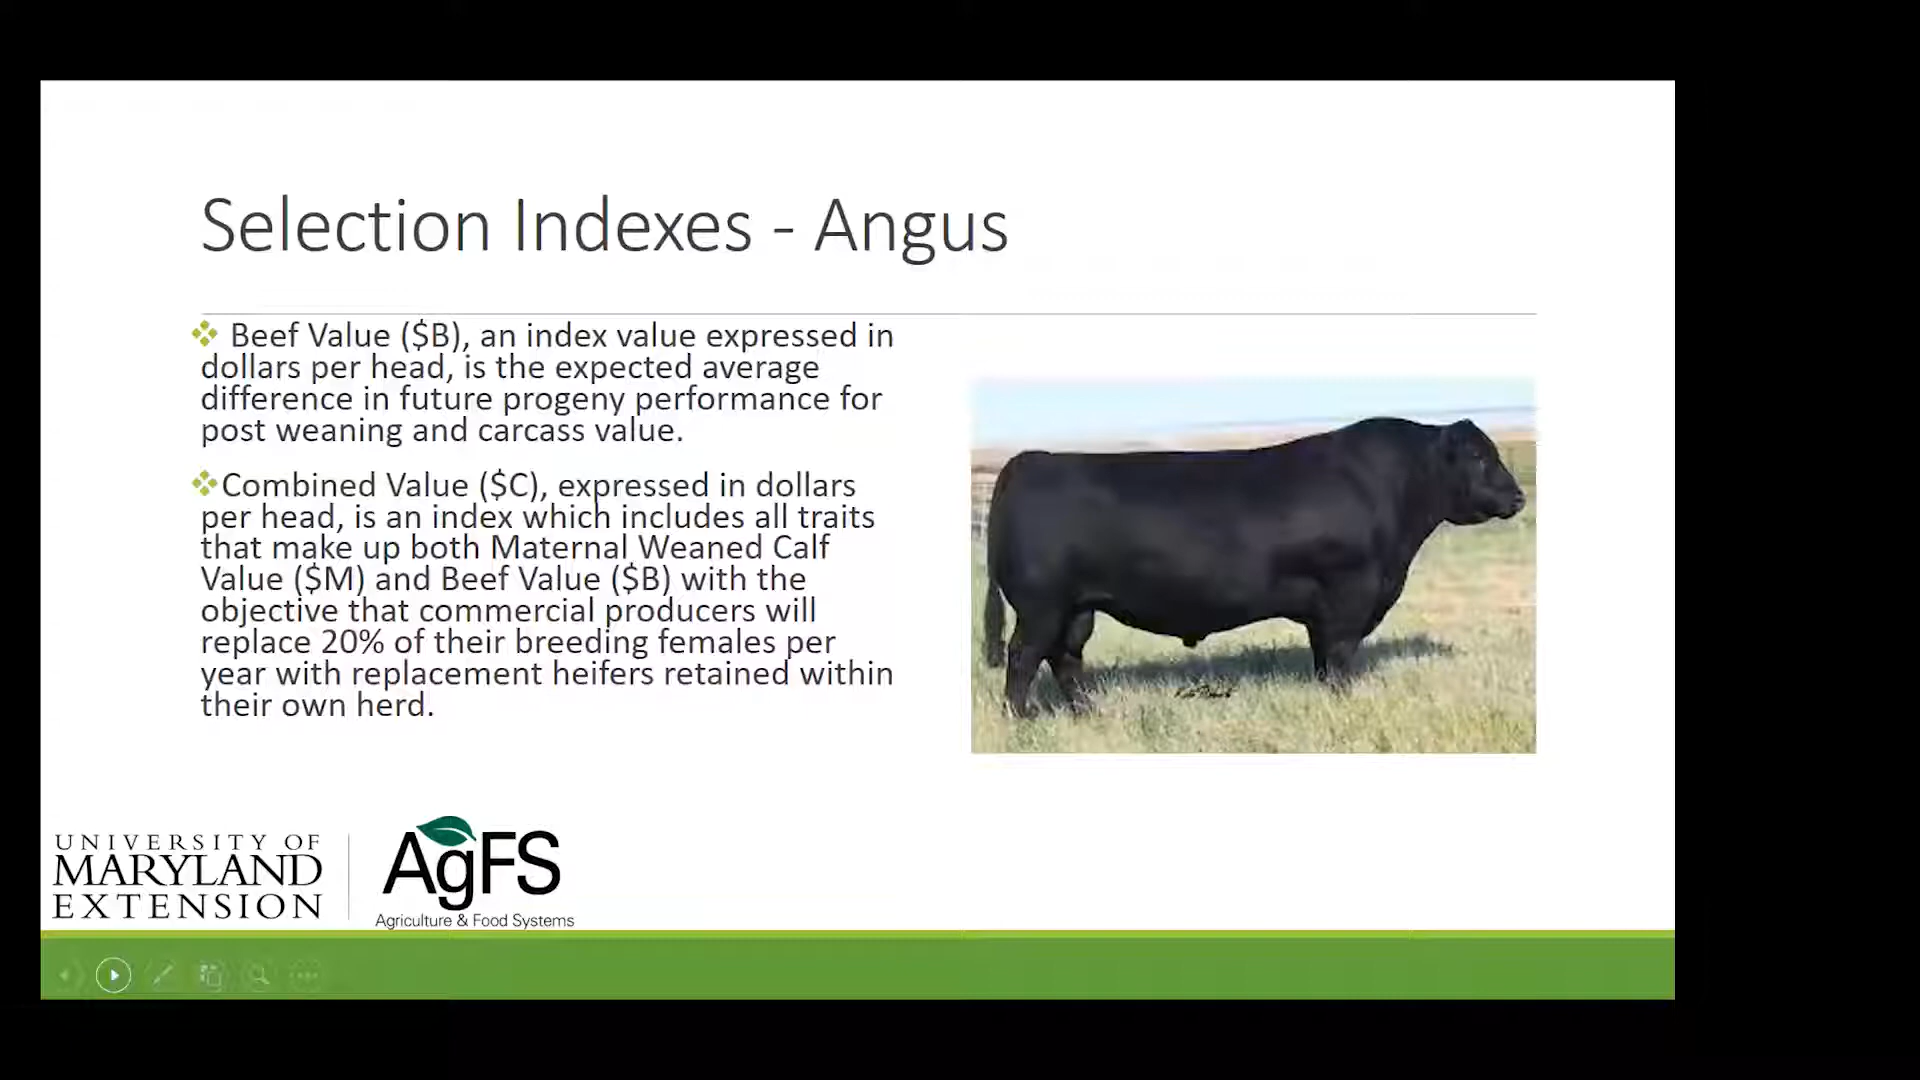 Selection Indexes - Angus
Beef Value ($B), an index value expressed in
dollars per head, is the expected average
difference in future progeny performance for
post weaning and carcass value.
Combined Value ($C), expressed in dollars
per head, is an index which includes all traits
that make up both Maternal Weaned Calf
Value ($M) and Beef Value ($B) with the
objective that commercial producers will
replace 20% of their breeding females per
year with replacement heifers retained within
their own herd.
UNIVERSITY OF
MARYLAND
EXTENSION
AgFS
Agriculture & Food Systems